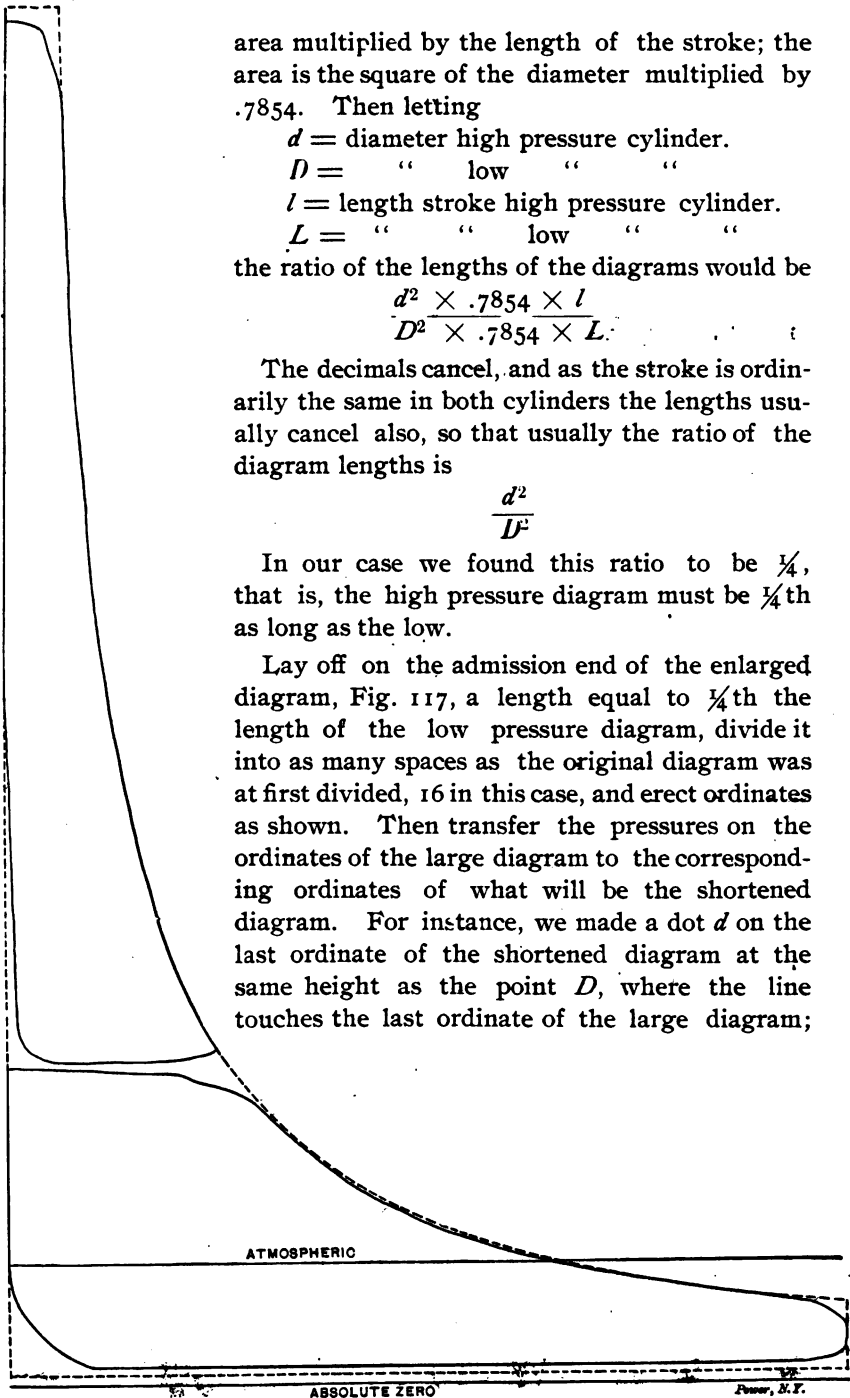 area multiplied by the length of the stroke; the
area is the square of the diameter multiplied by
.7854. Then letting
d = diameter high pressure cylinder.
D = “ low “ “
l = length stroke high pressure cylinder.
L = “ “ low “ “
the ratio of the lengths of the diagrams would be
d² × .7854 × l
D² × .7854 × L.
The decimals cancel, and as the stroke is ordin-
arily the same in both cylinders the lengths usu-
ally cancel also, so that usually the ratio of the
diagram lengths is
d²
D²
In our case we found this ratio to be ¼,
that is, the high pressure diagram must be ¼th
as long as the low.
Lay off on the admission end of the enlarged
diagram, Fig. 117, a length equal to ¼th the
length of the low pressure diagram, divide it
into as many spaces as the original diagram was
at first divided, 16 in this case, and erect ordinates
as shown. Then transfer the pressures on the
ordinates of the large diagram to the correspond-
ing ordinates of what will be the shortened
diagram. For instance, we made a dot d on the
last ordinate of the shortened diagram at the
same height as the point D, where the line
touches the last ordinate of the large diagram;
ATMOSPHERIC
ABSOLUTE ZERO
Power, N.Y.